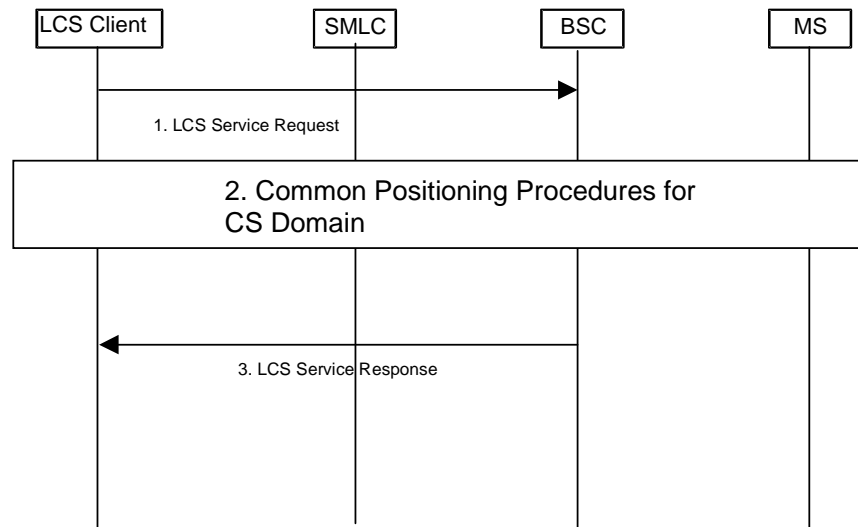 LCS Client
SMLC
BSC
MS
1. LCS Service Request
2. Common Positioning Procedures for
CS Domain
3. LCS Service Response